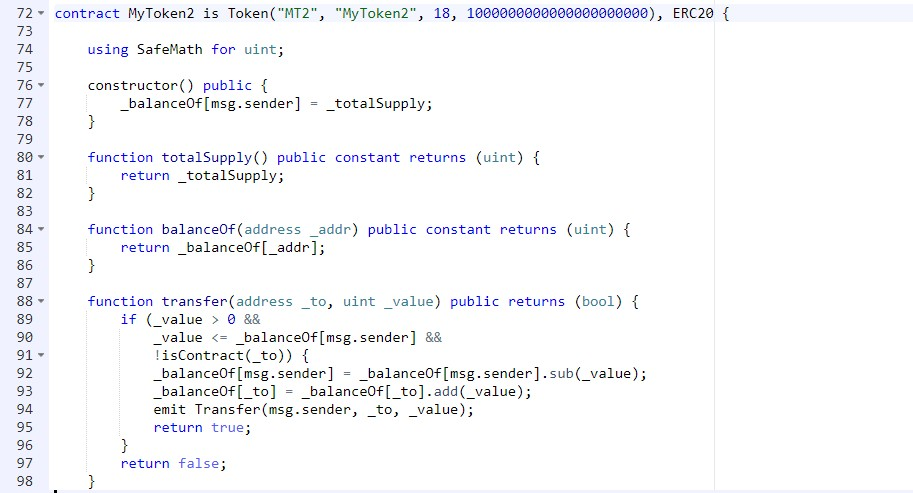 72 contract MyToken2 is Token("MT2", "MyToken2", 18, 1000000000000000000000), ERC20 {
73
74 using SafeMath for uint;
75
76 constructor() public {
77 _balanceOf[msg.sender] = _totalSupply;
78 }
79
80 function totalSupply() public constant returns (uint) {
81 return _totalSupply;
82 }
83
84 function balanceOf(address _addr) public constant returns (uint) {
85 return _balanceOf[_addr];
86 }
87
88 function transfer(address _to, uint _value) public returns (bool) {
89 if (_value > 0 &&
90 _value <= _balanceOf[msg.sender] &&
91 !isContract(_to)) {
92 _balanceOf[msg.sender] = _balanceOf[msg.sender].sub(_value);
93 _balanceOf[_to] = _balanceOf[_to].add(_value);
94 emit Transfer(msg.sender, _to, _value);
95 return true;
96 }
97 return false;
98 }